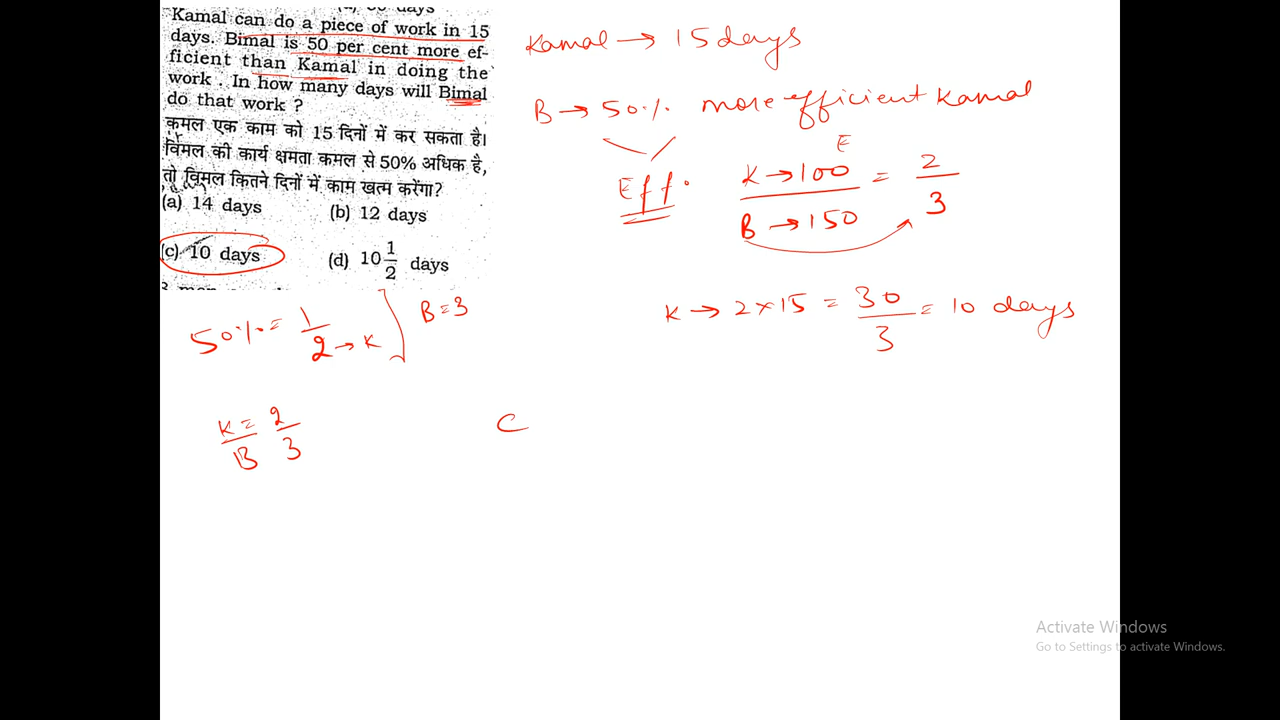 days
Kamal can do a piece of work in 15
days. Bimal is 50 per cent more ef-
ficient than Kamal in doing the
work . In how many days will Bimal
do that work ?
कमल एक काम को 15 दिनों में कर सकता है।
विमल की कार्य क्षमता कमल से 50% अधिक है,
तो विमल कितने दिनों में काम खत्म करेंगा?
(a) 14 days (b) 12 days
(c) 10 days (d) 10 1/2 days
Kamal → 15 days
B → 50% more efficient Kamal
Eff.
E
K → 100 = 2
B → 150 3
K → 2 × 15 = 30/3 = 10 days
50% = 1/2 → K B = 3
K/B = 2/3
C
Activate Windows
Go to Settings to activate Windows.